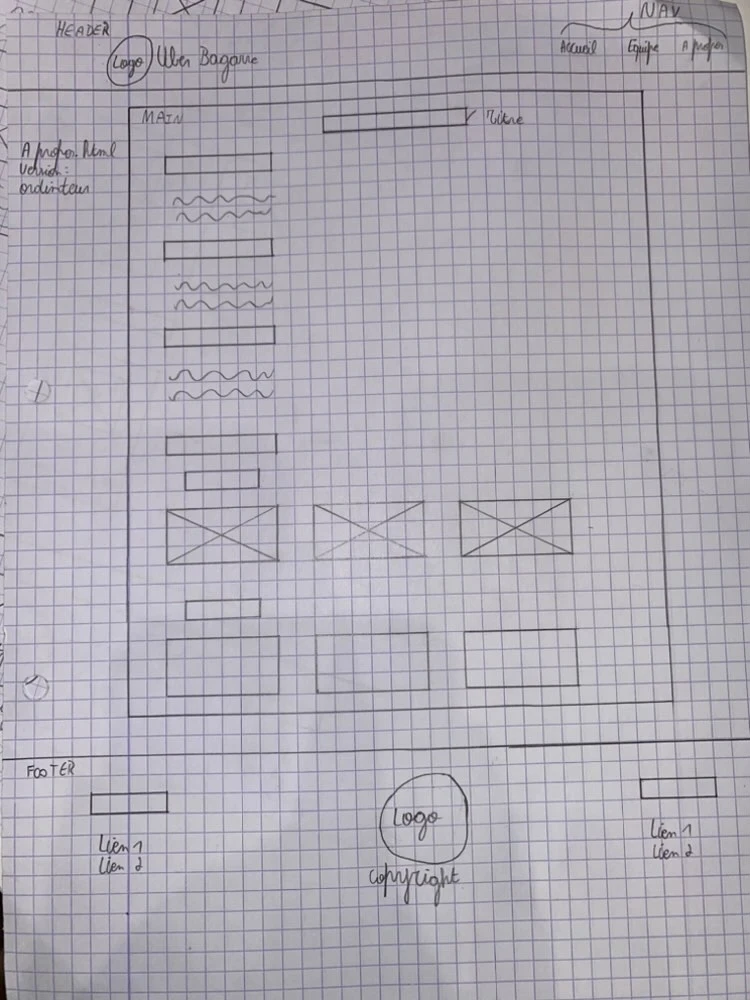 HEADER
NAV
Logo Uber Bagarre
Accueil Equipe A propos
MAIN
Titre
A propos.html
ordinateur
FOOTER
Logo
Lien 1
Lien 2
copyright
Lien 1
Lien 2